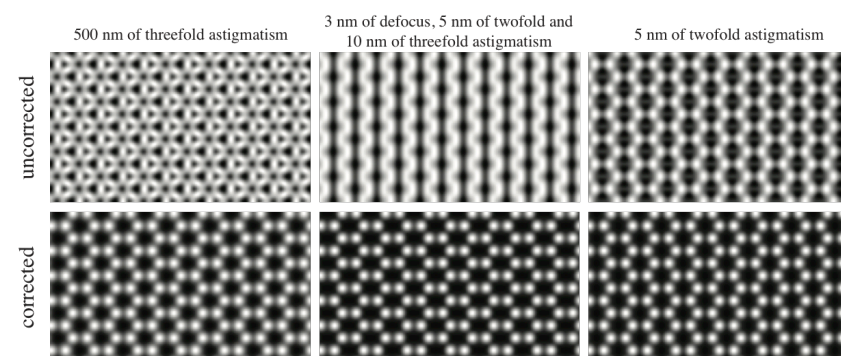 500 nm of threefold astigmatism
3 nm of defocus, 5 nm of twofold and
10 nm of threefold astigmatism
5 nm of twofold astigmatism
uncorrected
corrected